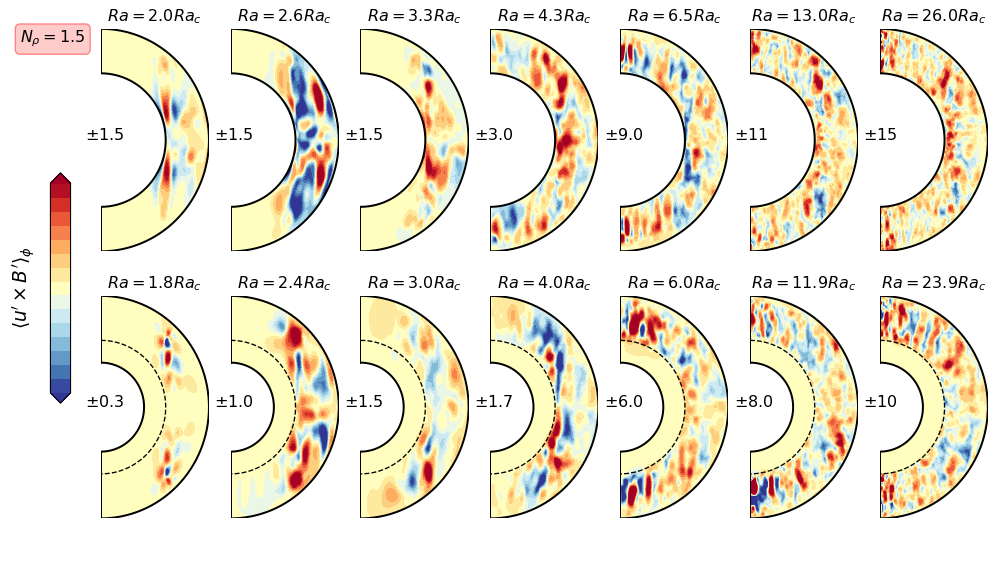 Ra = 2.0Ra_c Ra = 2.6Ra_c Ra = 3.3Ra_c Ra = 4.3Ra_c Ra = 6.5Ra_c Ra = 13.0Ra_c Ra = 26.0Ra_c
N_ρ = 1.5
±1.5 ±1.5 ±1.5 ±3.0 ±9.0 ±11 ±15
⟨u′ × B′⟩_ϕ
Ra = 1.8Ra_c Ra = 2.4Ra_c Ra = 3.0Ra_c Ra = 4.0Ra_c Ra = 6.0Ra_c Ra = 11.9Ra_c Ra = 23.9Ra_c
±0.3 ±1.0 ±1.5 ±1.7 ±6.0 ±8.0 ±10